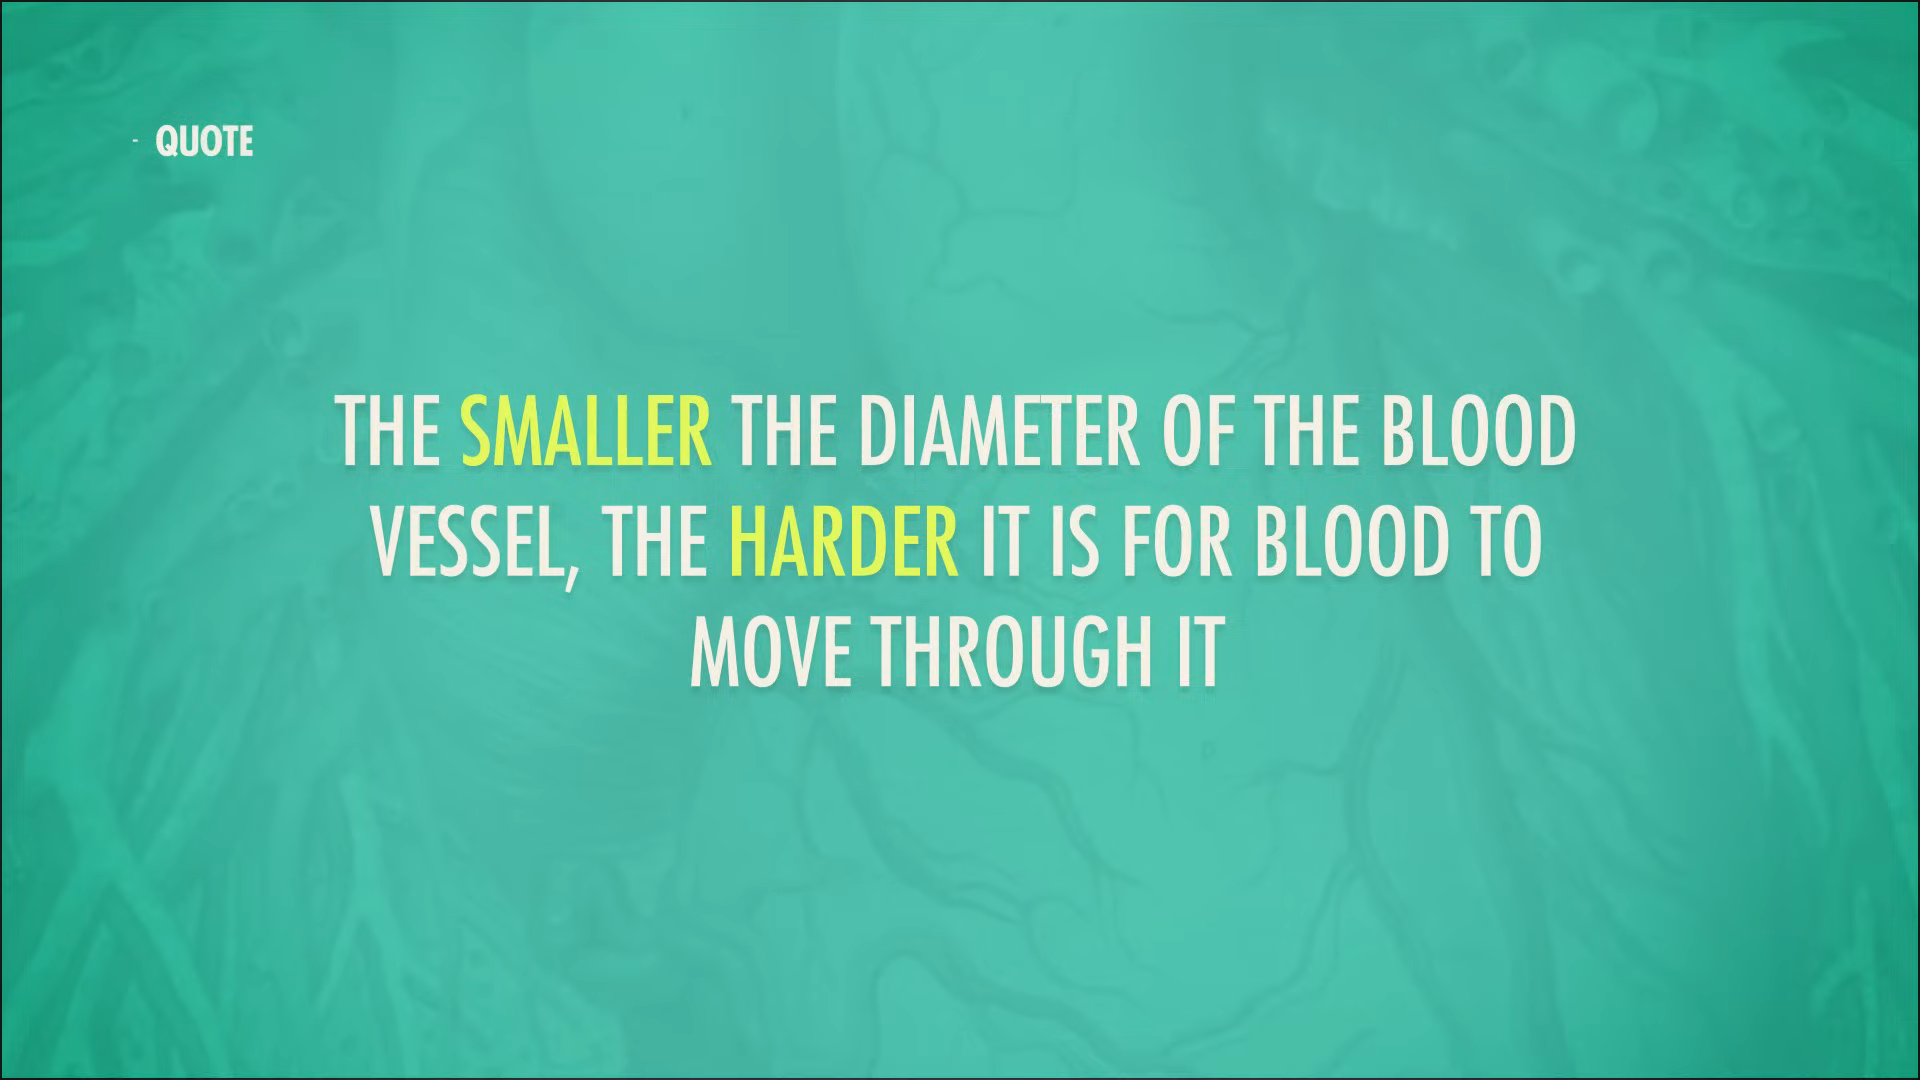 - QUOTE
THE SMALLER THE DIAMETER OF THE BLOOD
VESSEL, THE HARDER IT IS FOR BLOOD TO
MOVE THROUGH IT